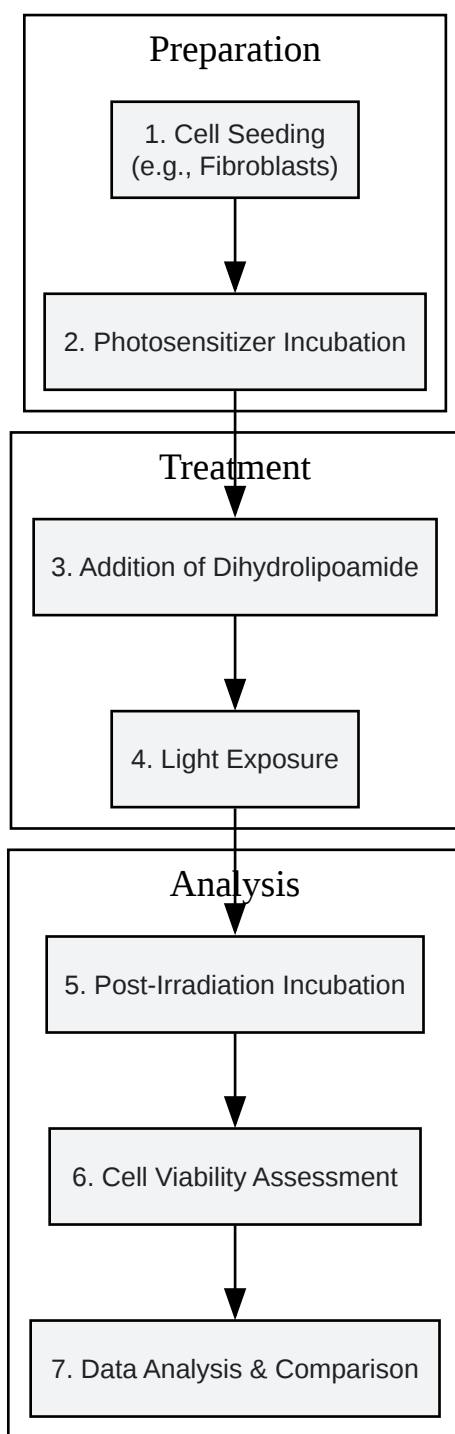 Preparation
1. Cell Seeding
(e.g., Fibroblasts)
2. Photosensitizer Incubation
Treatment
3. Addition of Dihydrolipoamide
4. Light Exposure
Analysis
5. Post-Irradiation Incubation
6. Cell Viability Assessment
7. Data Analysis & Comparison